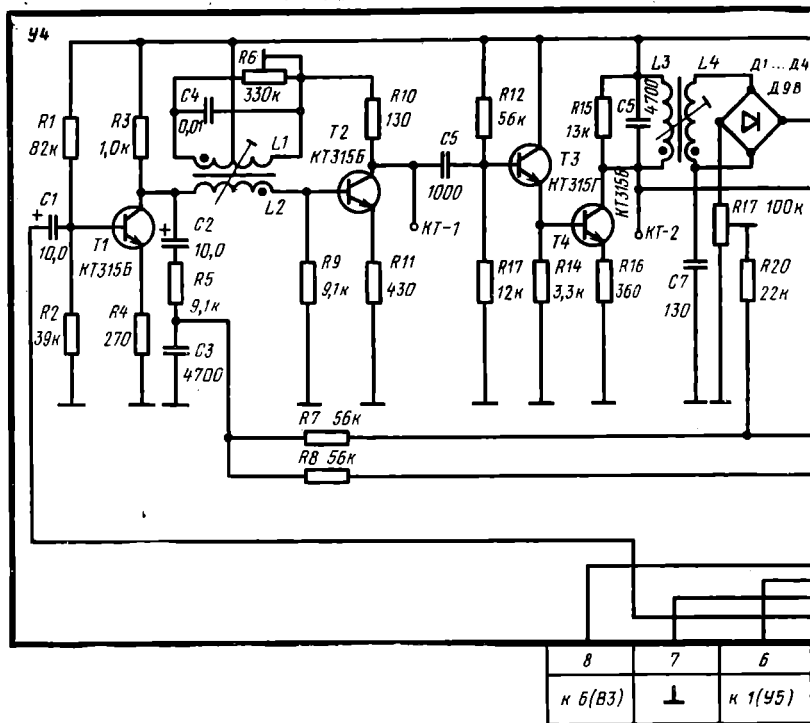 У4
R1
82к
R3
1,0к
R6
330к
C4
0,01
L1
L2
R10
130
T2
КТ315Б
C5
1000
R12
56к
T3
КТ315Г
R15
13к
C5
4700
L3
L4
Д1...Д4
Д9В
C1
+
10,0
T1
КТ315Б
C2
+
10,0
R5
9,1к
R9
9,1к
R11
430
КТ-1
R17
12к
R14
3,3к
T4
КТ315В
R16
360
КТ-2
R17 100к
C7
130
R20
22к
R2
39к
R4
270
C3
4700
R7 56к
R8 56к
8
7
6
к 6(В3)
⊥
к 1(У5)